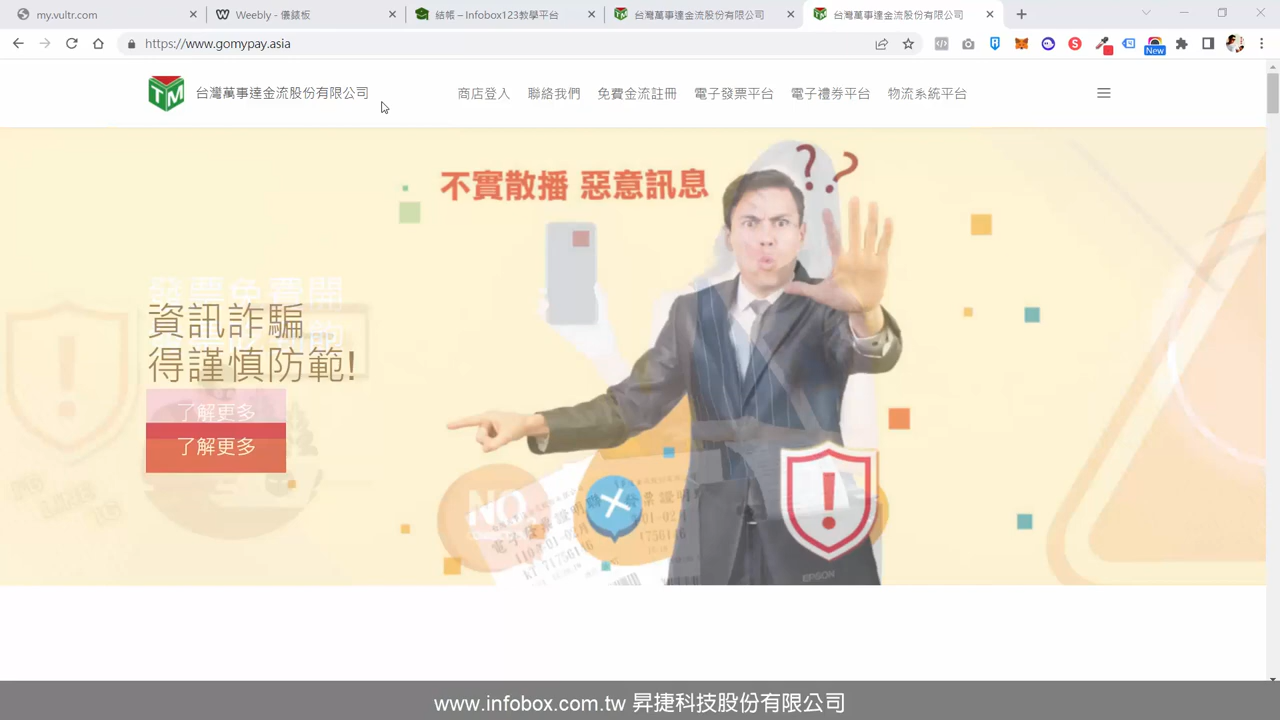 my.vultr.com
Weebly - 儀錶板
結帳 – Infobox123教學平台
台灣萬事達金流股份有限公司
台灣萬事達金流股份有限公司
https://www.gomypay.asia
New
TM
台灣萬事達金流股份有限公司
商店登入 聯絡我們 免費金流註冊 電子發票平台 電子禮券平台 物流系統平台
不實散播 惡意訊息
??
資訊詐騙
得謹慎防範!
了解更多
了解更多
NO.
EPSON
www.infobox.com.tw 昇捷科技股份有限公司